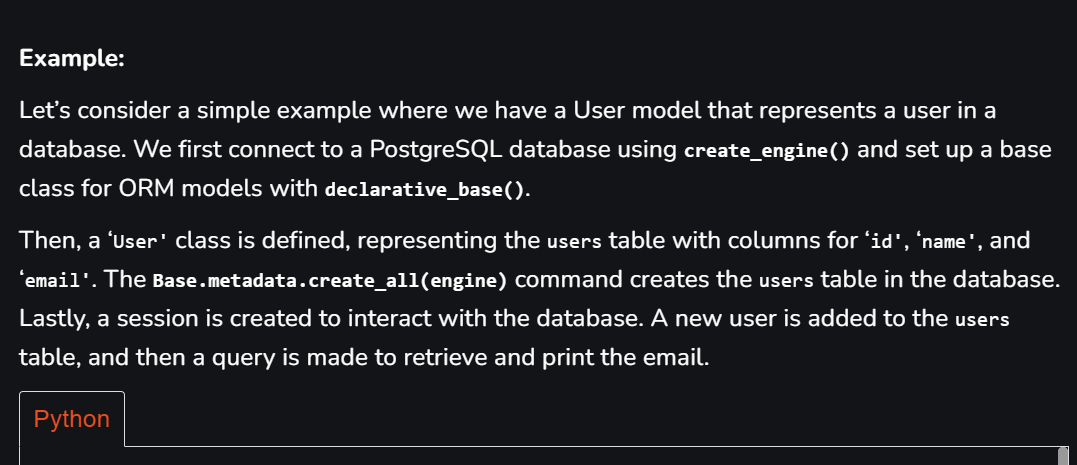 Example:
Let’s consider a simple example where we have a User model that represents a user in a
database. We first connect to a PostgreSQL database using create_engine() and set up a base
class for ORM models with declarative_base().
Then, a ‘User' class is defined, representing the users table with columns for ‘id', ‘name', and
‘email'. The Base.metadata.create_all(engine) command creates the users table in the database.
Lastly, a session is created to interact with the database. A new user is added to the users
table, and then a query is made to retrieve and print the email.
Python